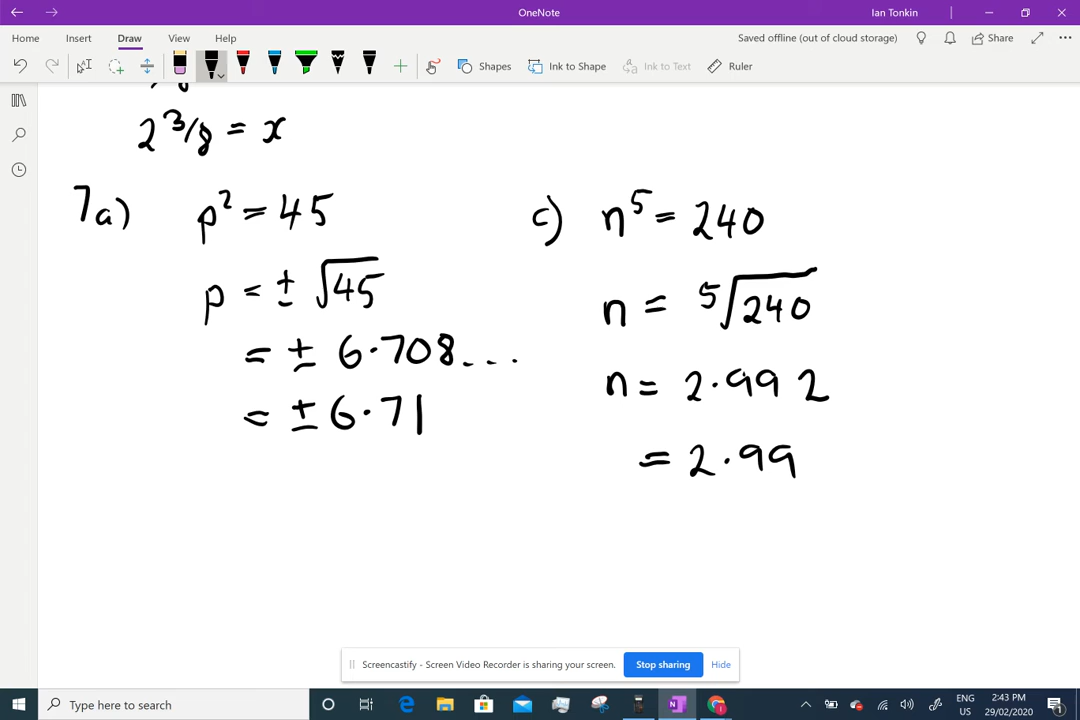 OneNote
Ian Tonkin
Home Insert Draw View Help
Saved offline (out of cloud storage)
Share
Shapes
Ink to Shape
Ink to Text
Ruler
2 3/8 = x
7a) p² = 45
p = ± √45
= ± 6.708...
= ± 6.71
c) n⁵ = 240
n = ⁵√240
n = 2.992
= 2.99
Screencastify - Screen Video Recorder is sharing your screen.
Stop sharing
Hide
Type here to search
ENG
US
2:43 PM
29/02/2020
1